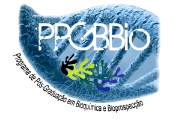 PPGBBio
Programa de Pós-Graduação em Bioquímica e Bioprospecção